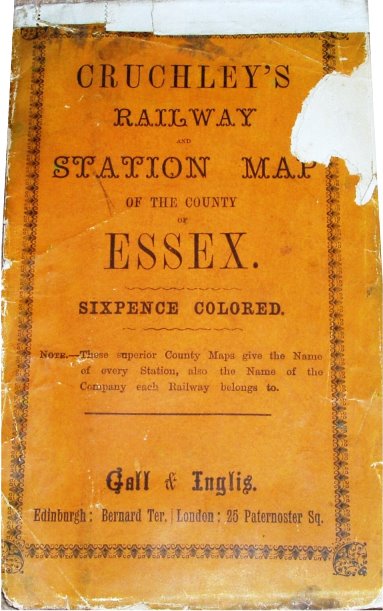 CRUCHLEY'S
RAILWAY
AND
STATION MAP
OF THE COUNTY
OF
ESSEX.
SIXPENCE COLORED.
NOTE.—These superior County Maps give the Name
of every Station, also the Name of the
Company each Railway belongs to.
Gall & Inglis.
Edinburgh: Bernard Ter. | London: 25 Paternoster Sq.